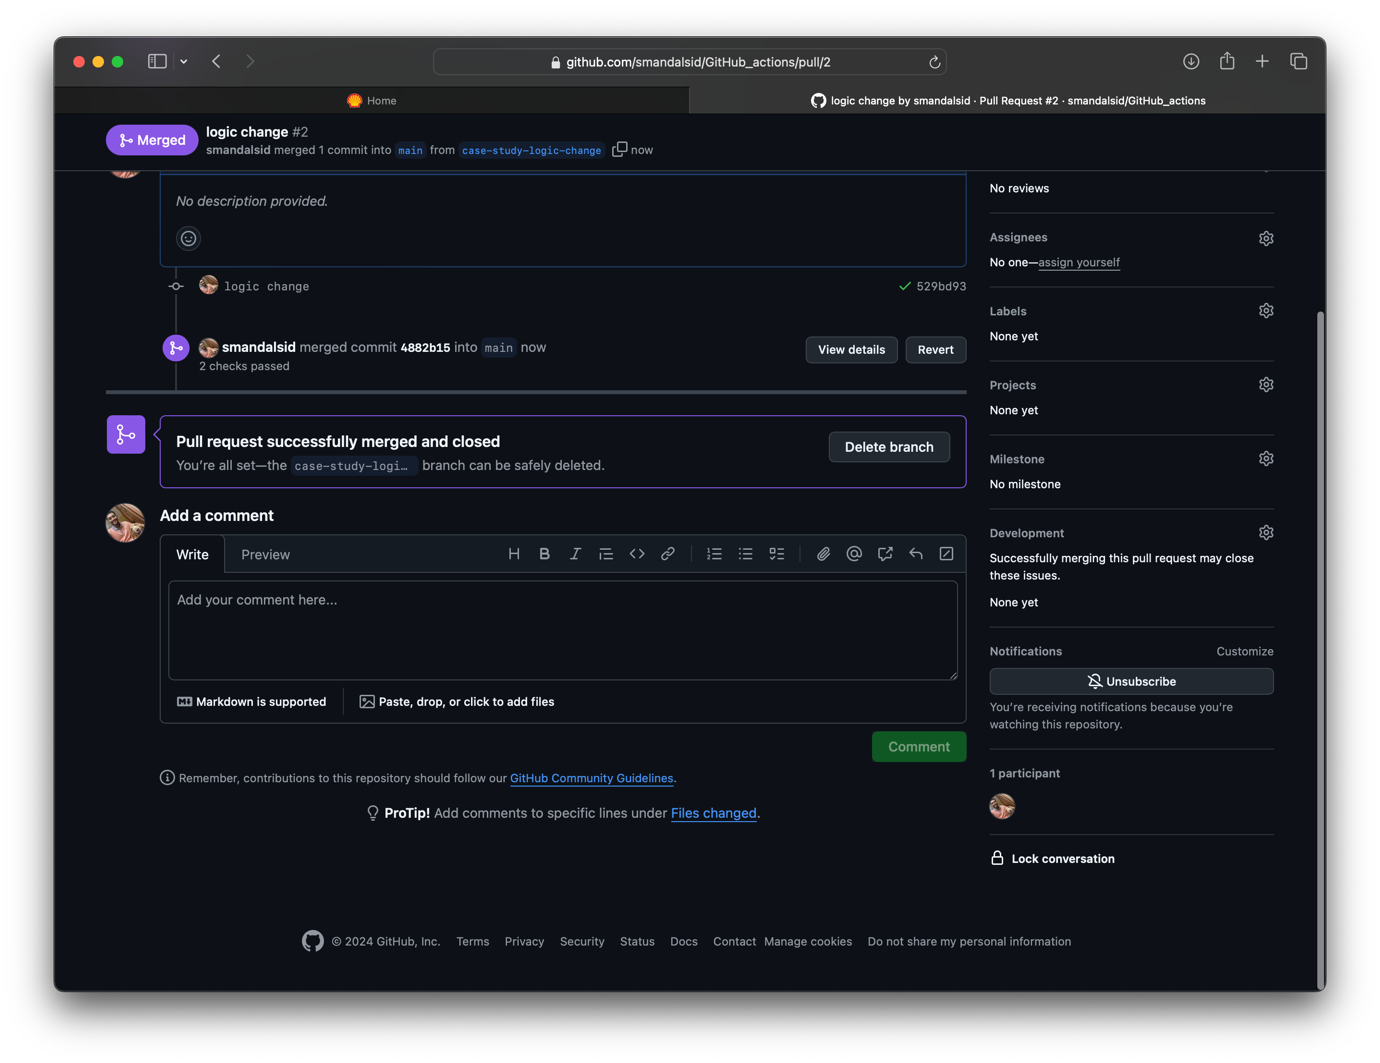 github.com/smandalsid/GitHub_actions/pull/2
Home
logic change by smandalsid · Pull Request #2 · smandalsid/GitHub_actions
Merged
logic change #2
smandalsid merged 1 commit into main from case-study-logic-change now
No description provided.
logic change
529bd93
smandalsid merged commit 4882b15 into main now
2 checks passed
View details
Revert
Pull request successfully merged and closed
You're all set—the case-study-logi… branch can be safely deleted.
Delete branch
Add a comment
Write
Preview
Add your comment here...
Markdown is supported
Paste, drop, or click to add files
Comment
Remember, contributions to this repository should follow our GitHub Community Guidelines.
ProTip! Add comments to specific lines under Files changed.
No reviews
Assignees
No one—assign yourself
Labels
None yet
Projects
None yet
Milestone
No milestone
Development
Successfully merging this pull request may close
these issues.
None yet
Notifications
Customize
Unsubscribe
You're receiving notifications because you're
watching this repository.
1 participant
Lock conversation
© 2024 GitHub, Inc.
Terms
Privacy
Security
Status
Docs
Contact
Manage cookies
Do not share my personal information